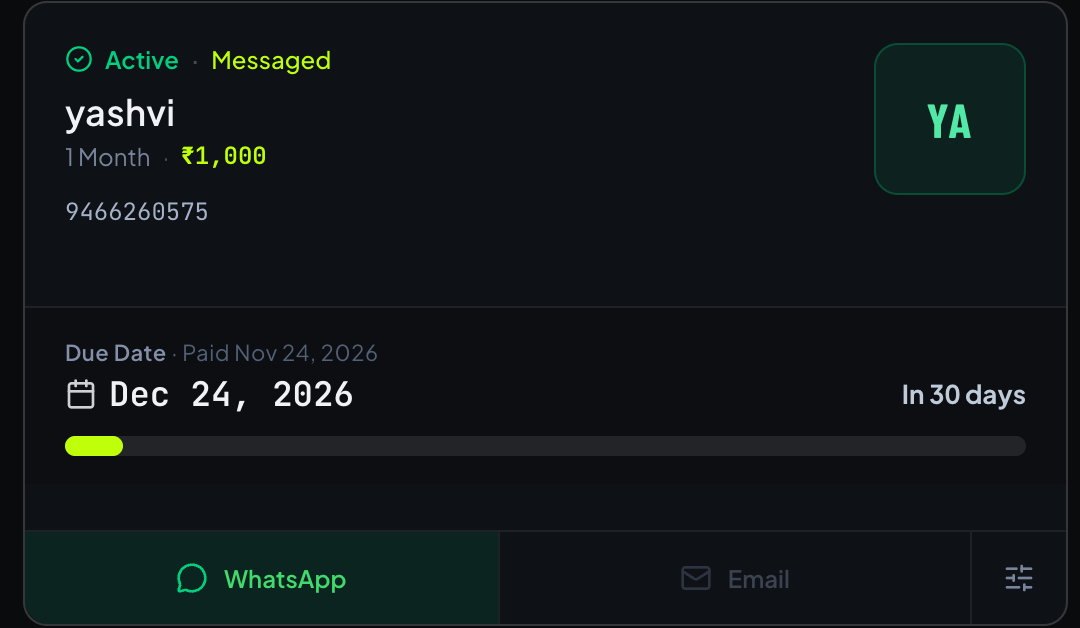 Active · Messaged
YA
yashvi
1 Month · ₹1,000
9466260575
Due Date · Paid Nov 24, 2026
Dec 24, 2026
In 30 days
WhatsApp
Email